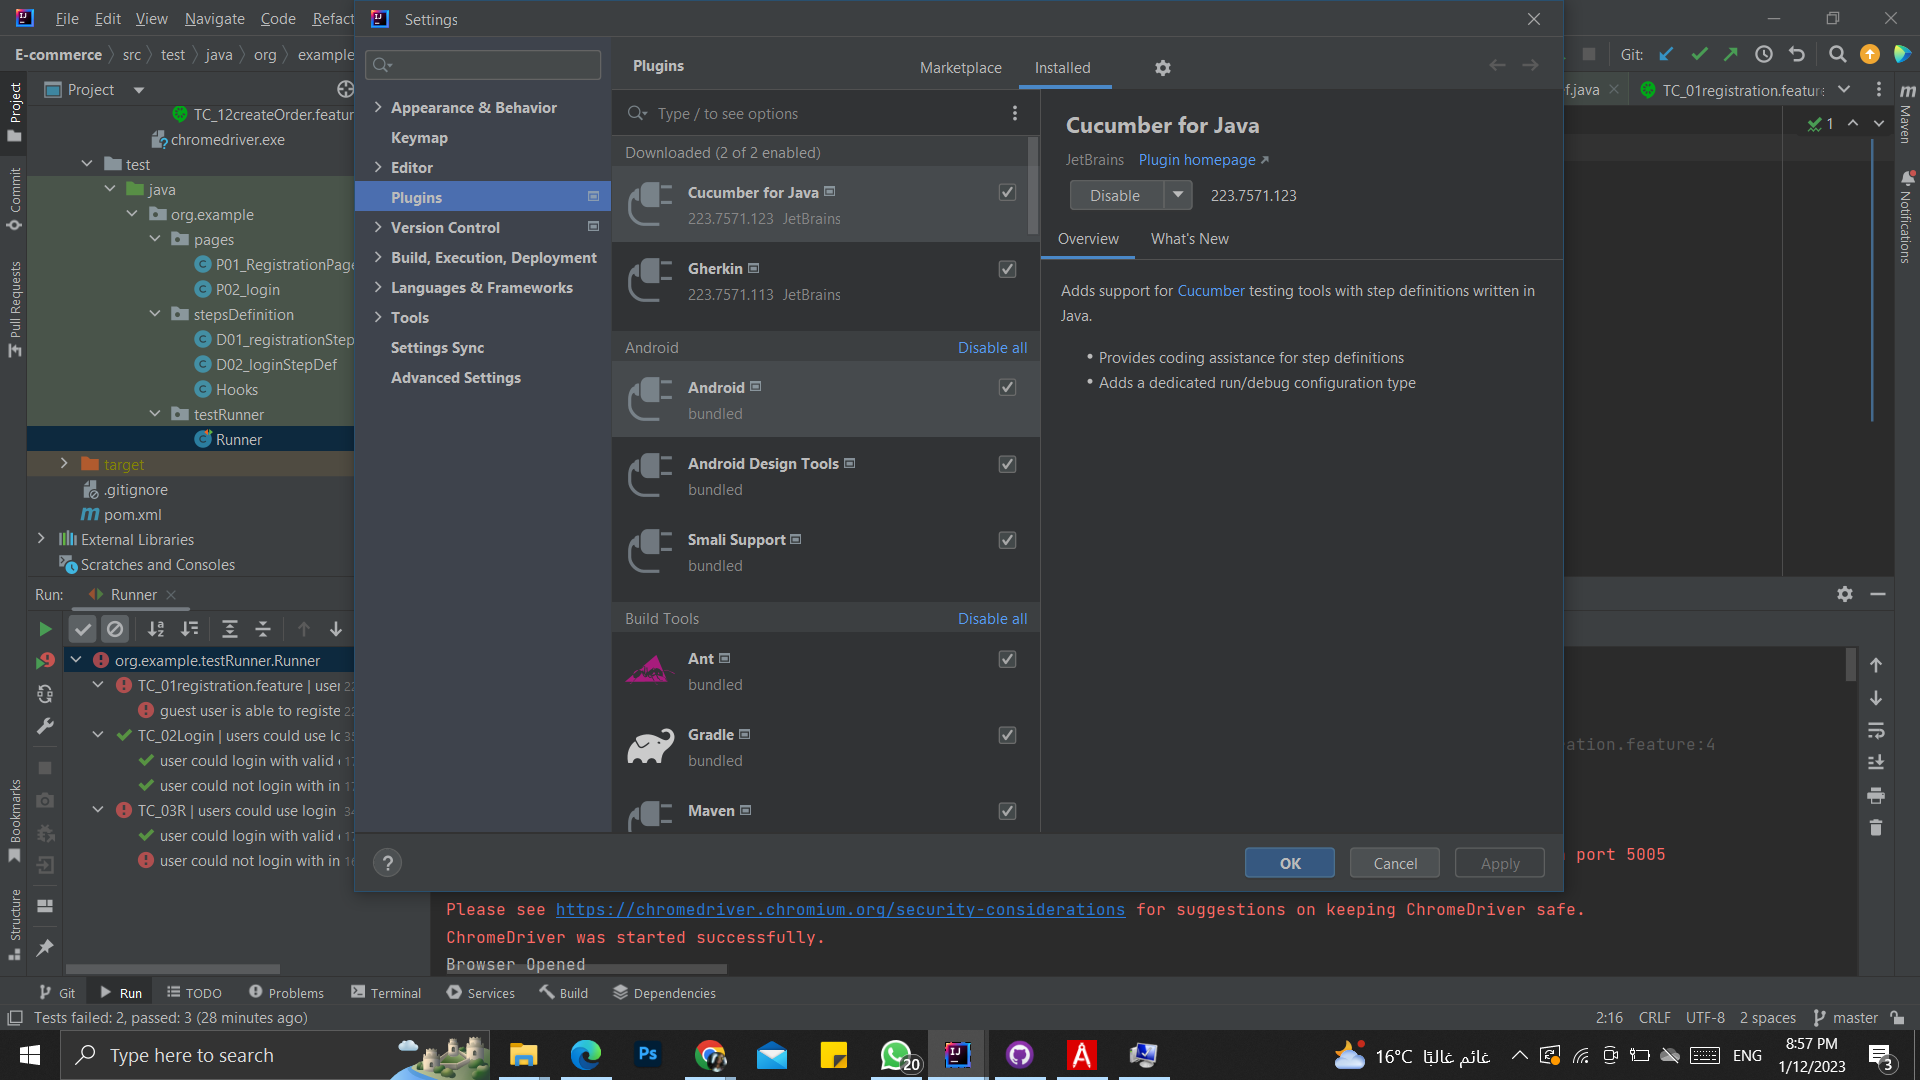 File Edit View Navigate Code Refact
Settings
E-commerce src test java org example
Git:
Project
TC_12createOrder.featur
chromedriver.exe
test
java
org.example
pages
P01_RegistrationPage
P02_login
stepsDefinition
D01_registrationStep
D02_loginStepDef
Hooks
testRunner
Runner
target
.gitignore
pom.xml
External Libraries
Scratches and Consoles
Project
Commit
Pull Requests
Bookmarks
Structure
Appearance & Behavior
Keymap
Editor
Plugins
Version Control
Build, Execution, Deployment
Languages & Frameworks
Tools
Settings Sync
Advanced Settings
Plugins
Marketplace
Installed
Type / to see options
Downloaded (2 of 2 enabled)
Cucumber for Java
223.7571.123 JetBrains
Gherkin
223.7571.113 JetBrains
Android
Disable all
Android
bundled
Android Design Tools
bundled
Smali Support
bundled
Build Tools
Disable all
Ant
bundled
Gradle
bundled
Maven
Cucumber for Java
JetBrains Plugin homepage
Disable
223.7571.123
Overview
What's New
Adds support for Cucumber testing tools with step definitions written in
Java.
• Provides coding assistance for step definitions
• Adds a dedicated run/debug configuration type
OK
Cancel
Apply
f.java
TC_01registration.feature
1
Maven
Notifications
Run:
Runner
org.example.testRunner.Runner
TC_01registration.feature | user
guest user is able to registe
TC_02Login | users could use lo
user could login with valid
user could not login with in
TC_03R | users could use login
user could login with valid
user could not login with in
ation.feature:4
port 5005
Please see https://chromedriver.chromium.org/security-considerations for suggestions on keeping ChromeDriver safe.
ChromeDriver was started successfully.
Browser Opened
Git Run TODO Problems Terminal Services Build Dependencies
Tests failed: 2, passed: 3 (28 minutes ago)
2:16 CRLF UTF-8 2 spaces master
Type here to search
20
16°C غائم غالبًا
ENG
8:57 PM
1/12/2023
3